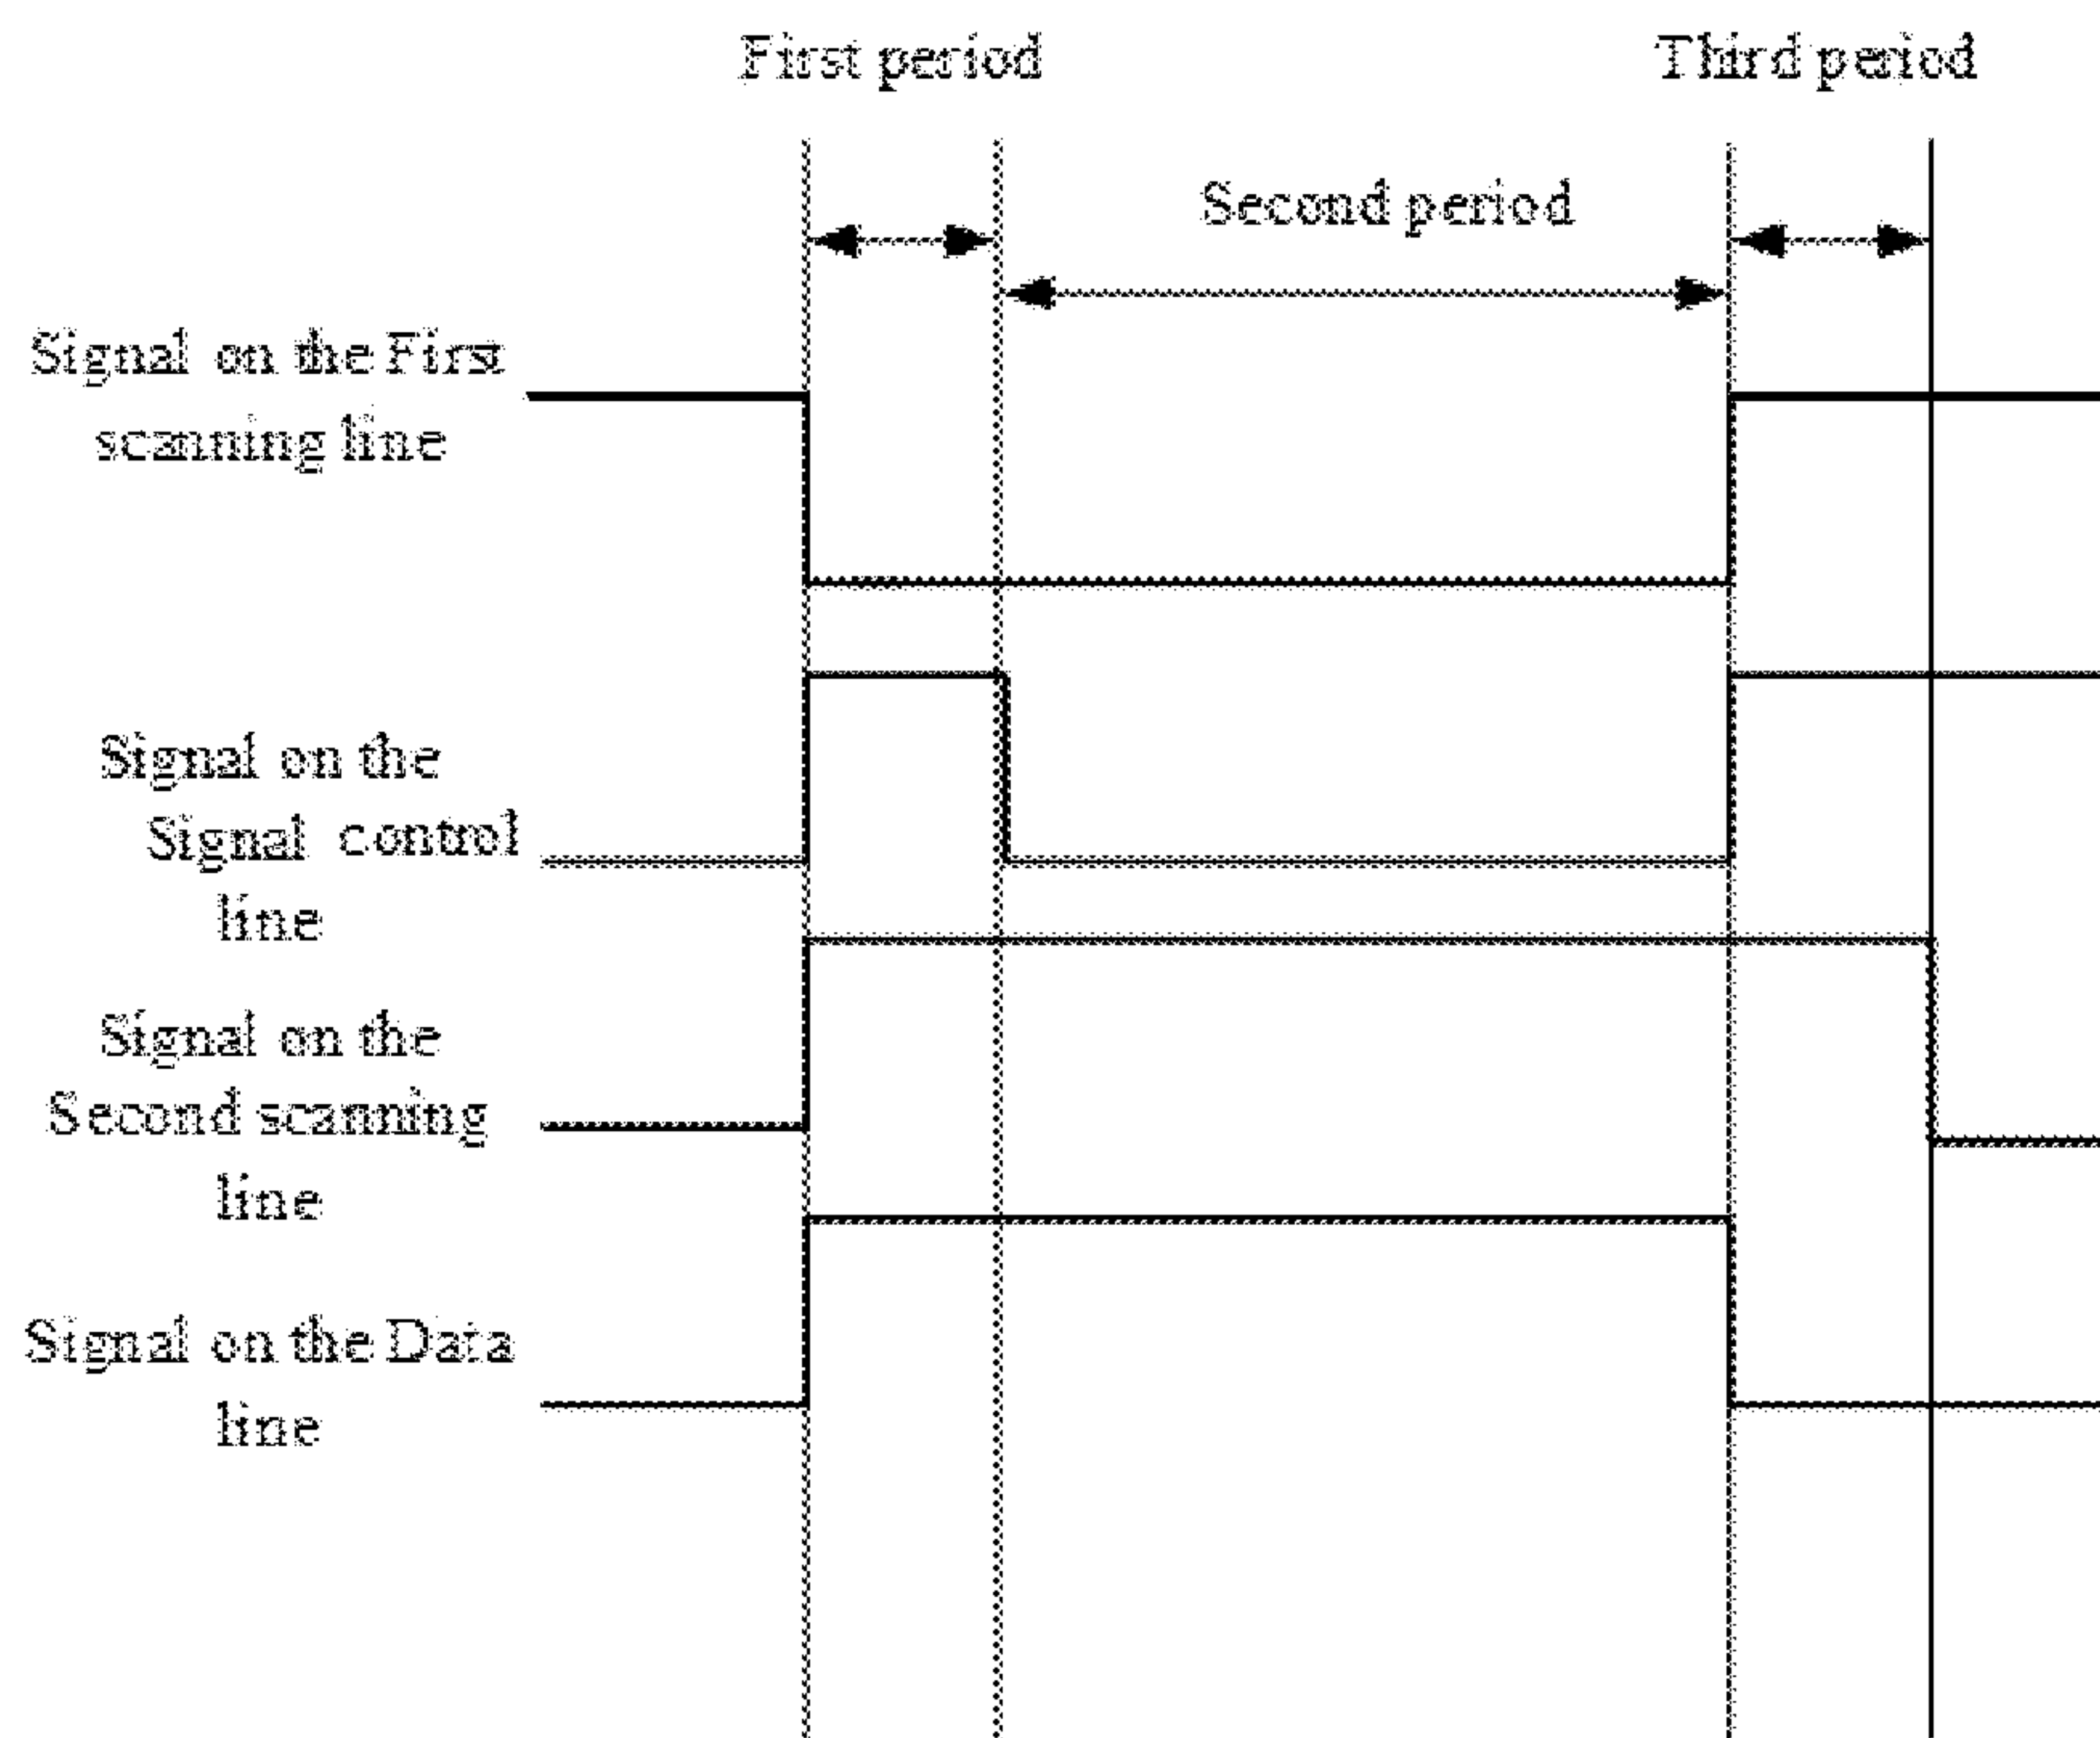 First period
Third period
Second period
Signal on the First
scanning line
Signal on the
Signal control
line
Signal on the
Second scanning
line
Signal on the Data
line